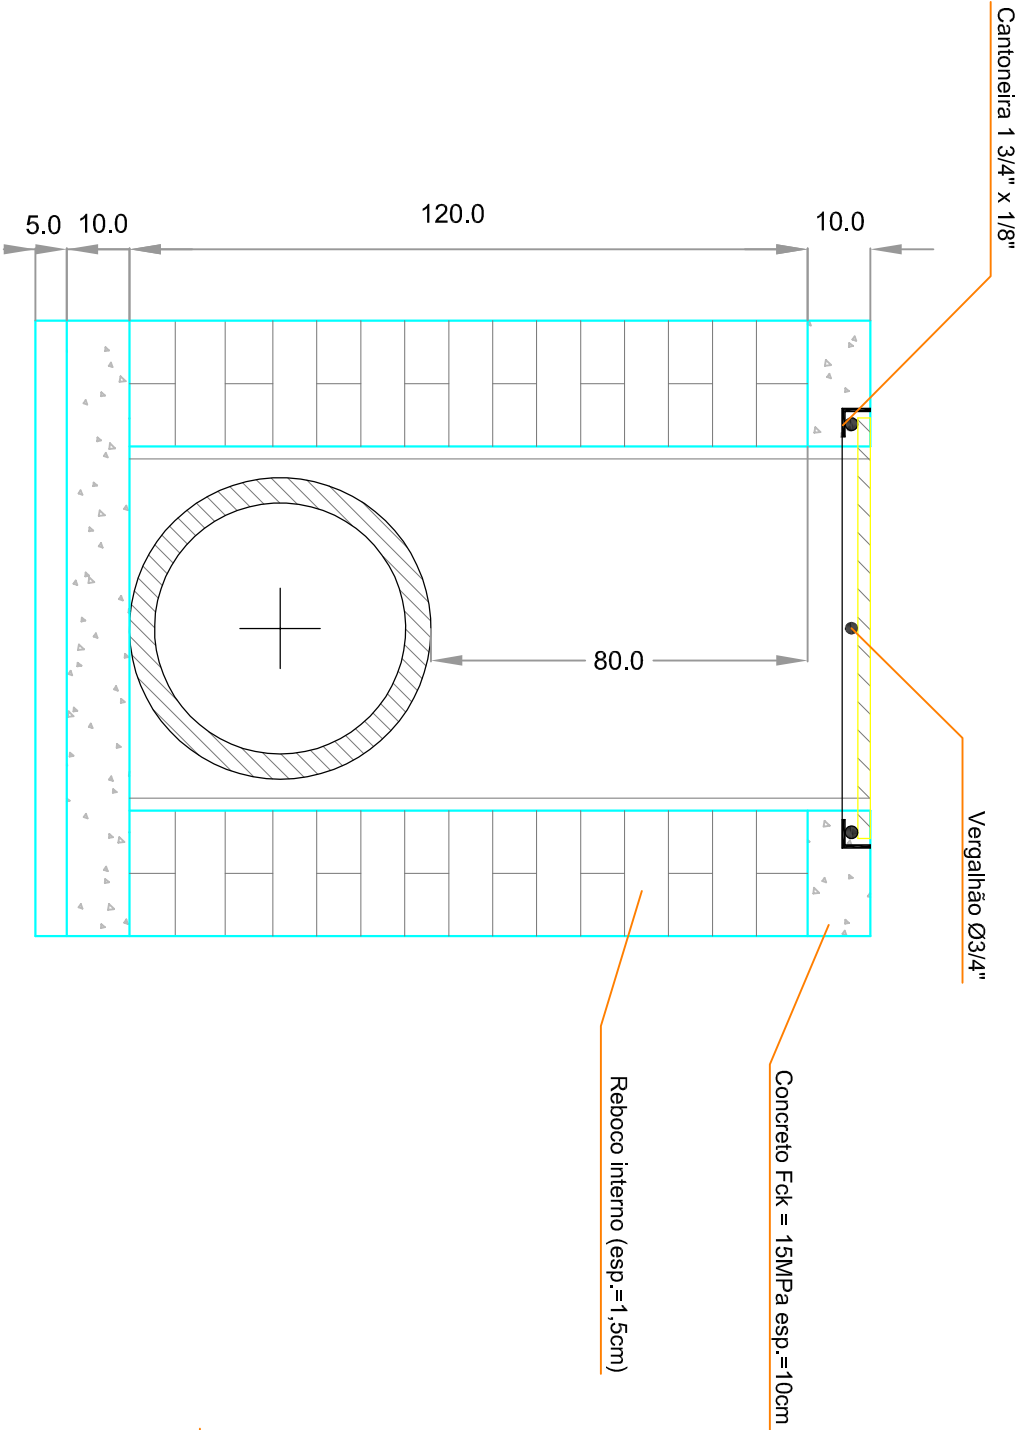 Cantoneira 1 3/4" x 1/8"
5.0
10.0
120.0
10.0
80.0
Vergalhão Ø3/4"
Concreto Fck = 15MPa esp.=10cm
Reboco interno (esp.=1,5cm)